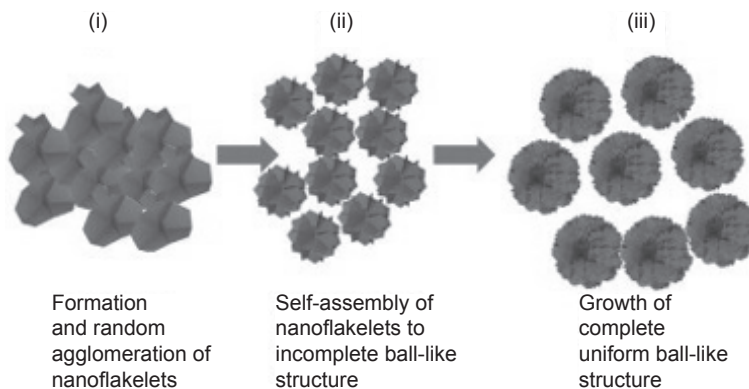 (i)
(ii)
(iii)
Formation
and random
agglomeration of
nanoflakelets
Self-assembly of
nanoflakelets to
incomplete ball-like
structure
Growth of
complete
uniform ball-like
structure